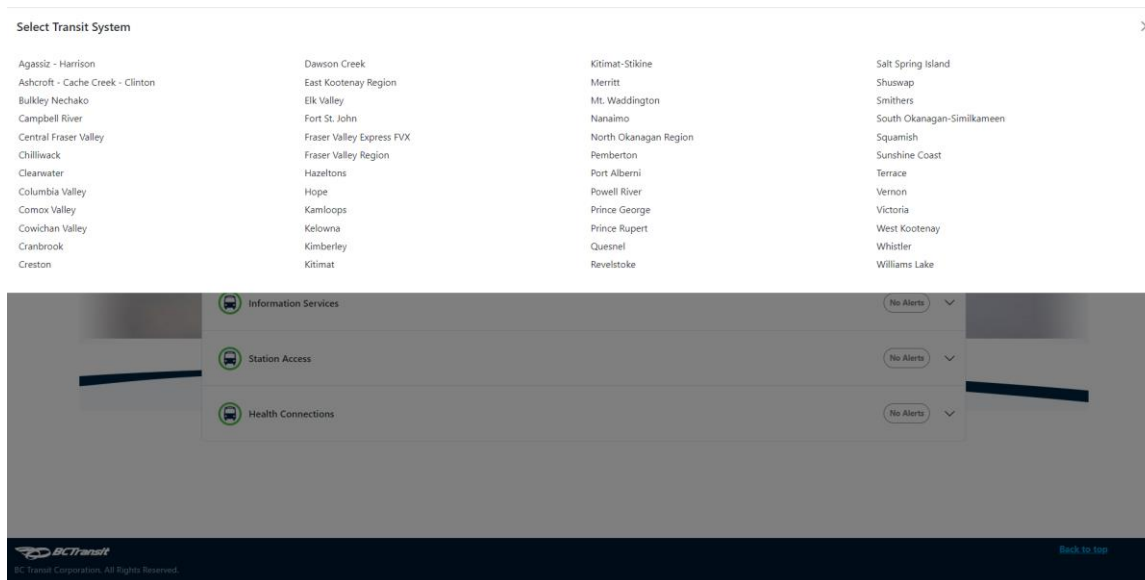 Select Transit System
Agassiz - Harrison
Ashcroft - Cache Creek - Clinton
Bulkley Nechako
Campbell River
Central Fraser Valley
Chilliwack
Clearwater
Columbia Valley
Comox Valley
Cowichan Valley
Cranbrook
Creston
Dawson Creek
East Kootenay Region
Elk Valley
Fort St. John
Fraser Valley Express FVX
Fraser Valley Region
Hazeltons
Hope
Kamloops
Kelowna
Kimberley
Kitimat
Kitimat-Stikine
Merritt
Mt. Waddington
Nanaimo
North Okanagan Region
Pemberton
Port Alberni
Powell River
Prince George
Prince Rupert
Quesnel
Revelstoke
Salt Spring Island
Shuswap
Smithers
South Okanagan-Similkameen
Squamish
Sunshine Coast
Terrace
Vernon
Victoria
West Kootenay
Whistler
Williams Lake
Information Services No Alerts
Station Access No Alerts
Health Connections No Alerts
BCTransit Back to top
BC Transit Corporation. All Rights Reserved.